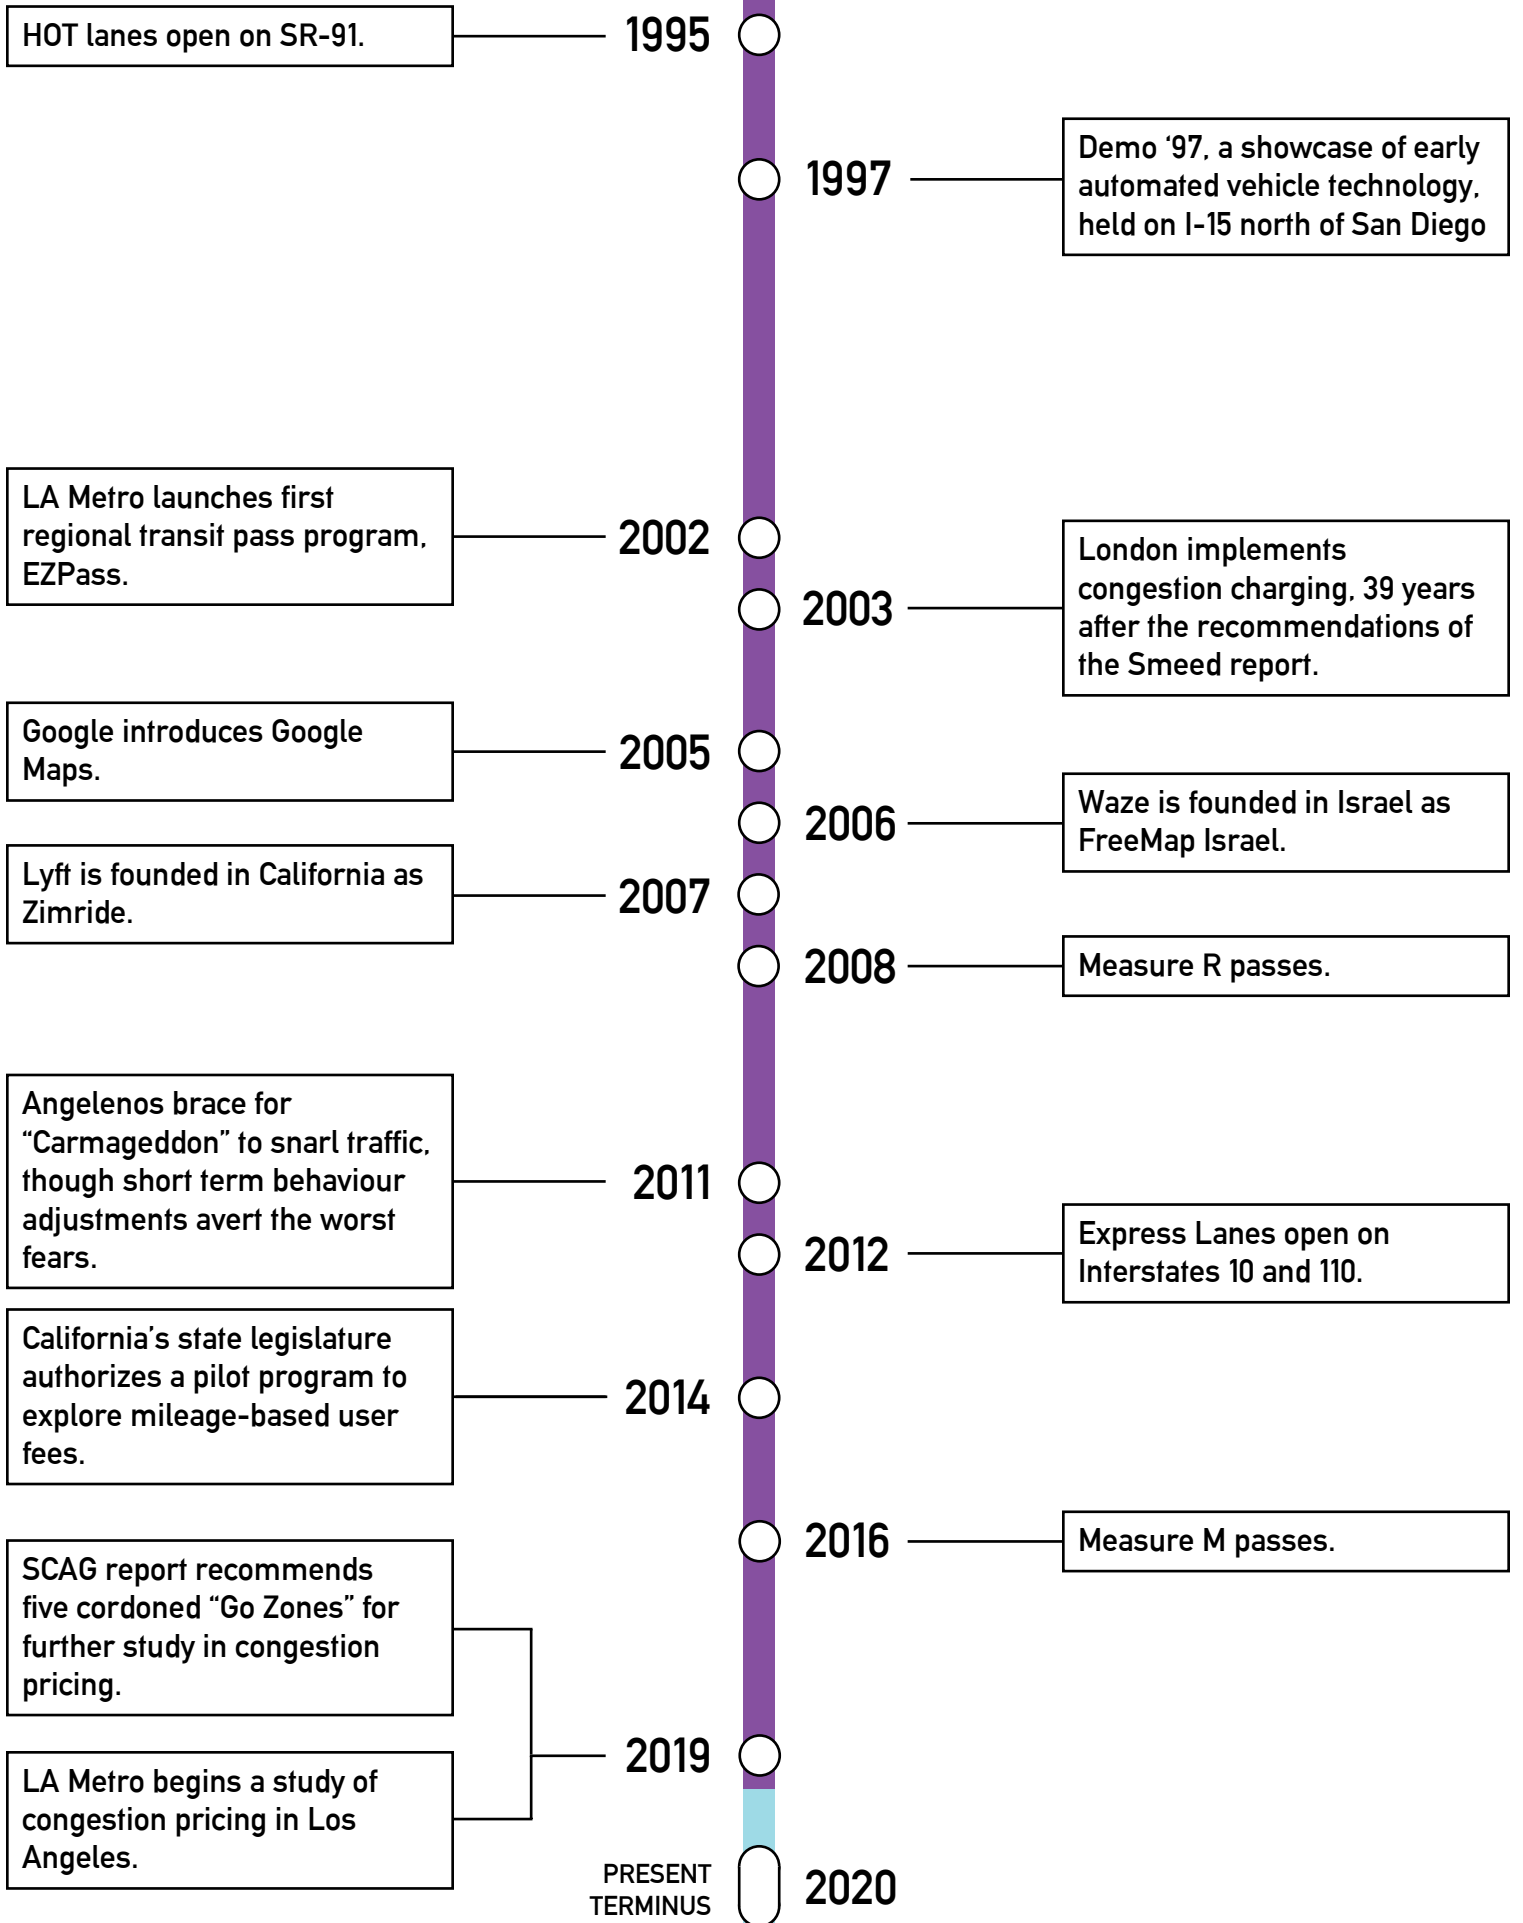 HOT lanes open on SR-91.
1995
1997
Demo ‘97, a showcase of early
automated vehicle technology,
held on I-15 north of San Diego
LA Metro launches first
regional transit pass program,
EZPass.
2002
2003
London implements
congestion charging, 39 years
after the recommendations of
the Smeed report.
Google introduces Google
Maps.
2005
2006
Waze is founded in Israel as
FreeMap Israel.
Lyft is founded in California as
Zimride.
2007
2008
Measure R passes.
Angelenos brace for
“Carmageddon” to snarl traffic,
though short term behaviour
adjustments avert the worst
fears.
2011
2012
Express Lanes open on
Interstates 10 and 110.
California’s state legislature
authorizes a pilot program to
explore mileage-based user
fees.
2014
2016
Measure M passes.
SCAG report recommends
five cordoned “Go Zones” for
further study in congestion
pricing.
2019
LA Metro begins a study of
congestion pricing in Los
Angeles.
PRESENT
TERMINUS
2020